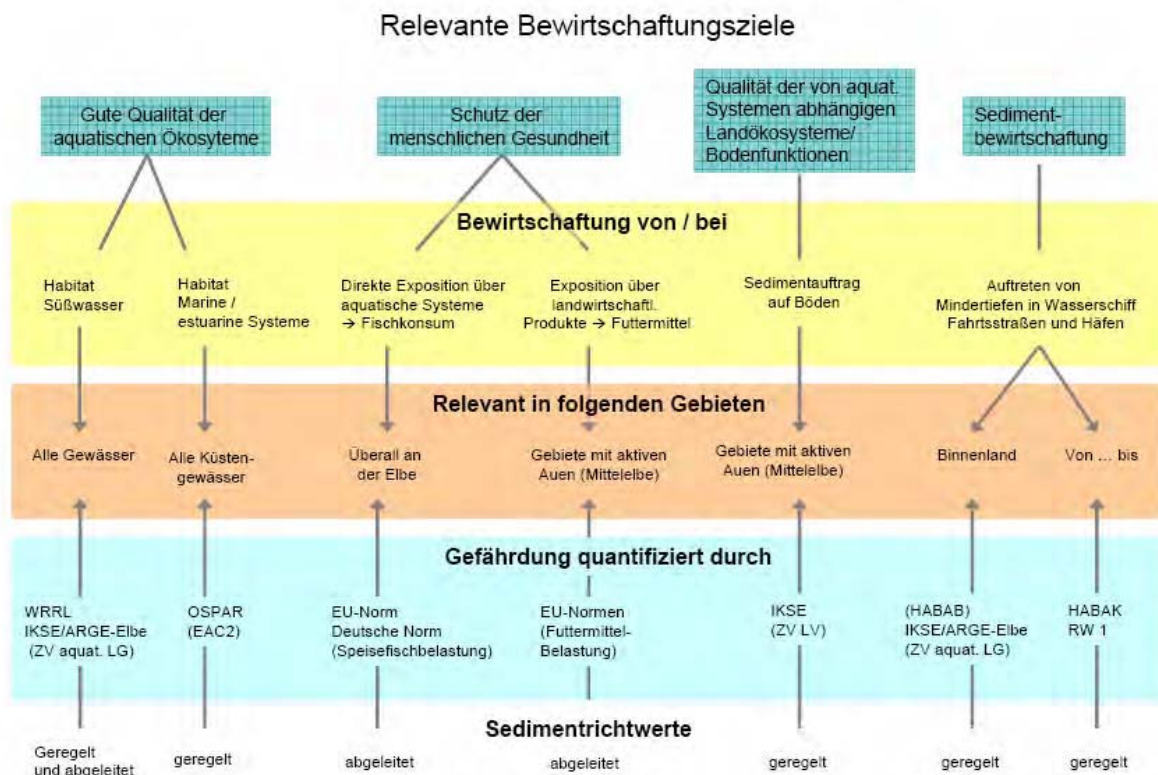 Relevante Bewirtschaftungsziele
Gute Qualität der
aquatischen Ökosyteme
Schutz der
menschlichen Gesundheit
Qualität der von aquat.
Systemen abhängigen
Landökosysteme/
Bodenfunktionen
Sediment-
bewirtschaftung
Bewirtschaftung von / bei
Habitat
Süßwasser
Habitat
Marine /
estuarine Systeme
Direkte Exposition über
aquatische Systeme
→ Fischkonsum
Exposition über
landwirtschaftl.
Produkte → Futtermittel
Sedimentauftrag
auf Böden
Auftreten von
Mindertiefen in Wasserschiff
Fahrtsstraßen und Häfen
Relevant in folgenden Gebieten
Alle Gewässer
Alle Küsten-
gewässer
Überall an
der Elbe
Gebiete mit aktiven
Auen (Mittelelbe)
Gebiete mit aktiven
Auen (Mittelelbe)
Binnenland
Von ... bis
Gefährdung quantifiziert durch
WRRL
IKSE/ARGE-Elbe
(ZV aquat. LG)
OSPAR
(EAC2)
EU-Norm
Deutsche Norm
(Speisefischbelastung)
EU-Normen
(Futtermittel-
Belastung)
IKSE
(ZV LV)
(HABAB)
IKSE/ARGE-Elbe
(ZV aquat. LG)
HABAK
RW 1
Sedimentrichtwerte
Geregelt
und abgeleitet
geregelt
abgeleitet
abgeleitet
geregelt
geregelt
geregelt